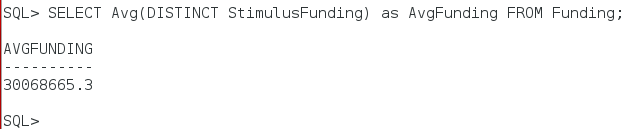 SQL> SELECT Avg(DISTINCT StimulusFunding) as AvgFunding FROM Funding;
AVGFUNDING
----------
30068665.3
SQL>